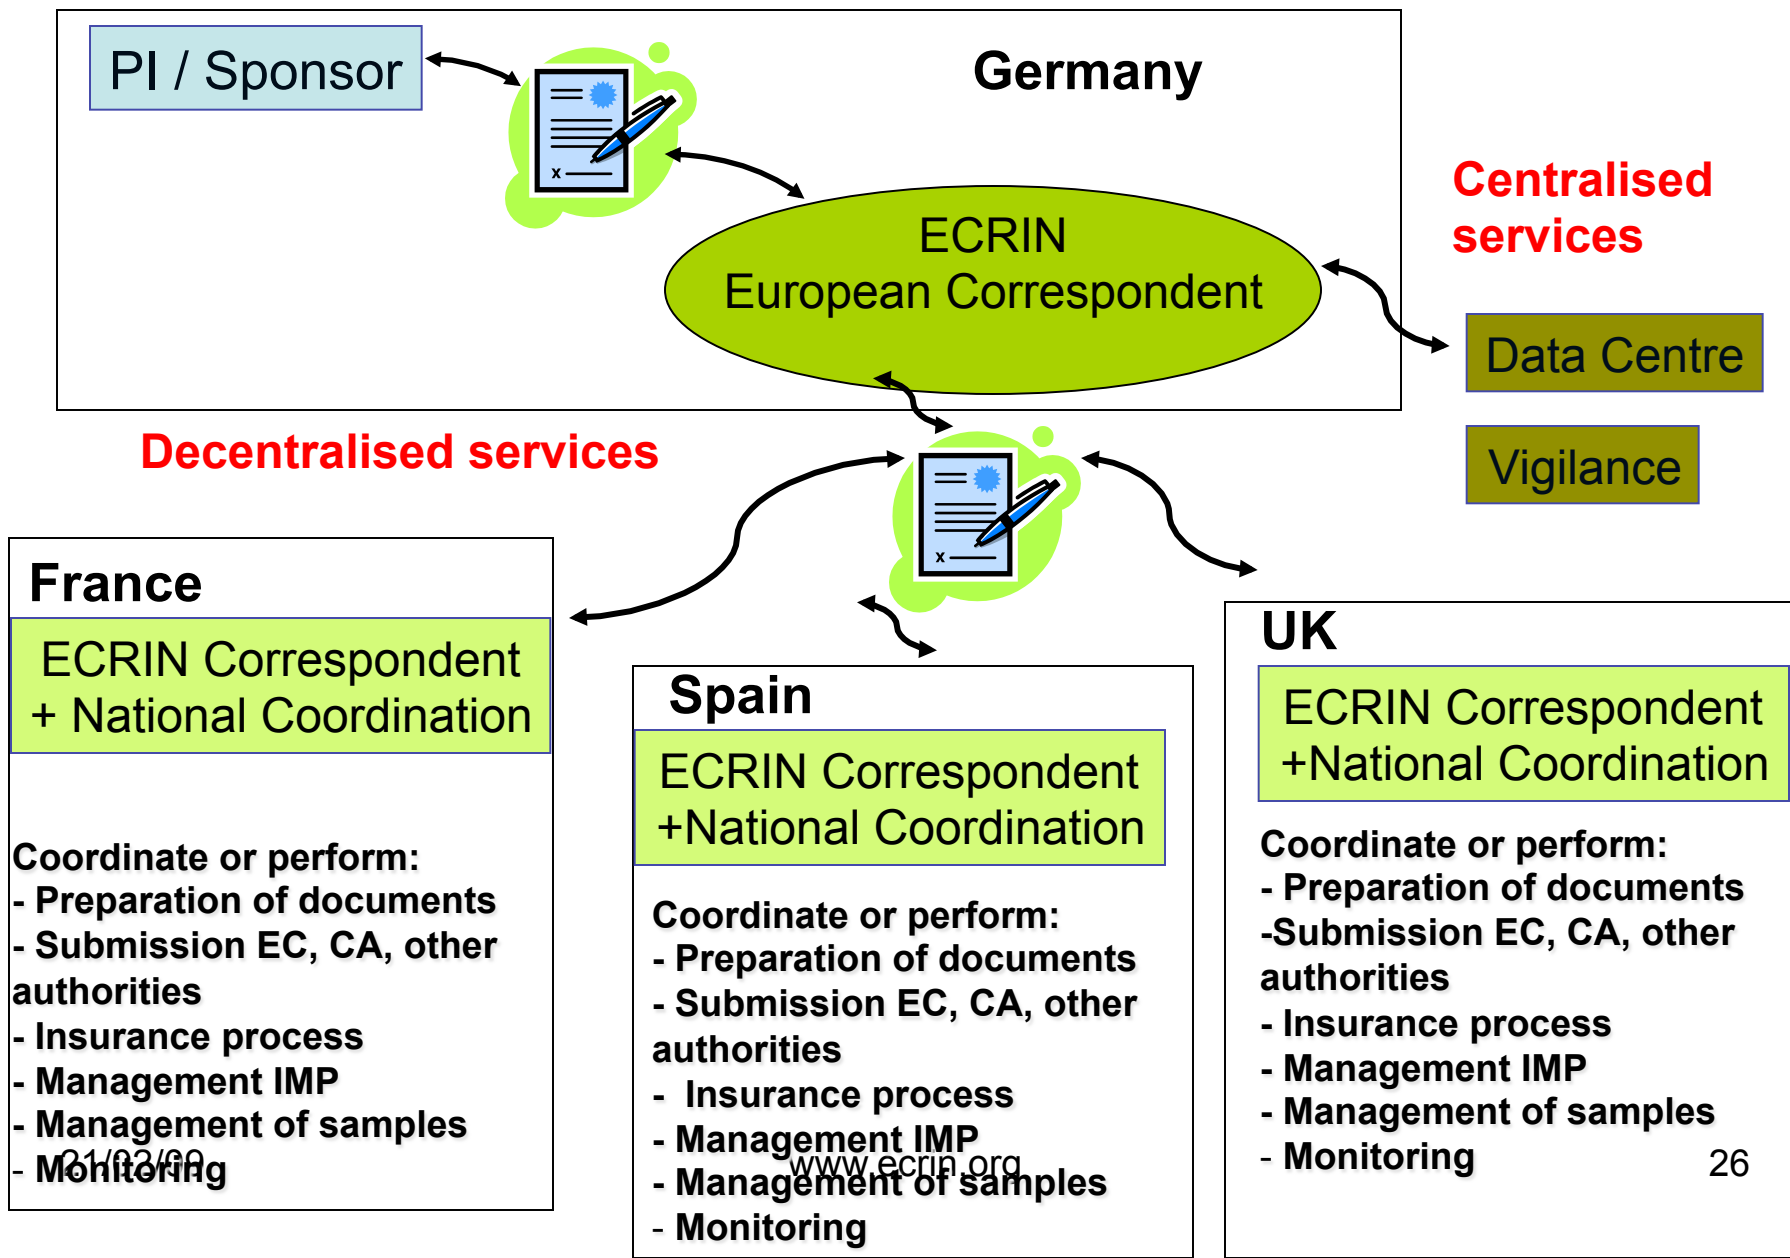 PI / Sponsor
Germany
x
ECRIN
European Correspondent
Centralised
services
Data Centre
Vigilance
Decentralised services
x
France
ECRIN Correspondent
+ National Coordination
Coordinate or perform:
- Preparation of documents
- Submission EC, CA, other
authorities
- Insurance process
- Management IMP
- Management of samples
- Monitoring
Spain
ECRIN Correspondent
+National Coordination
Coordinate or perform:
- Preparation of documents
- Submission EC, CA, other
authorities
- Insurance process
- Management IMP
- Management of samples
- Monitoring
UK
ECRIN Correspondent
+National Coordination
Coordinate or perform:
- Preparation of documents
-Submission EC, CA, other
authorities
- Insurance process
- Management IMP
- Management of samples
- Monitoring
www.ecrin.org
26